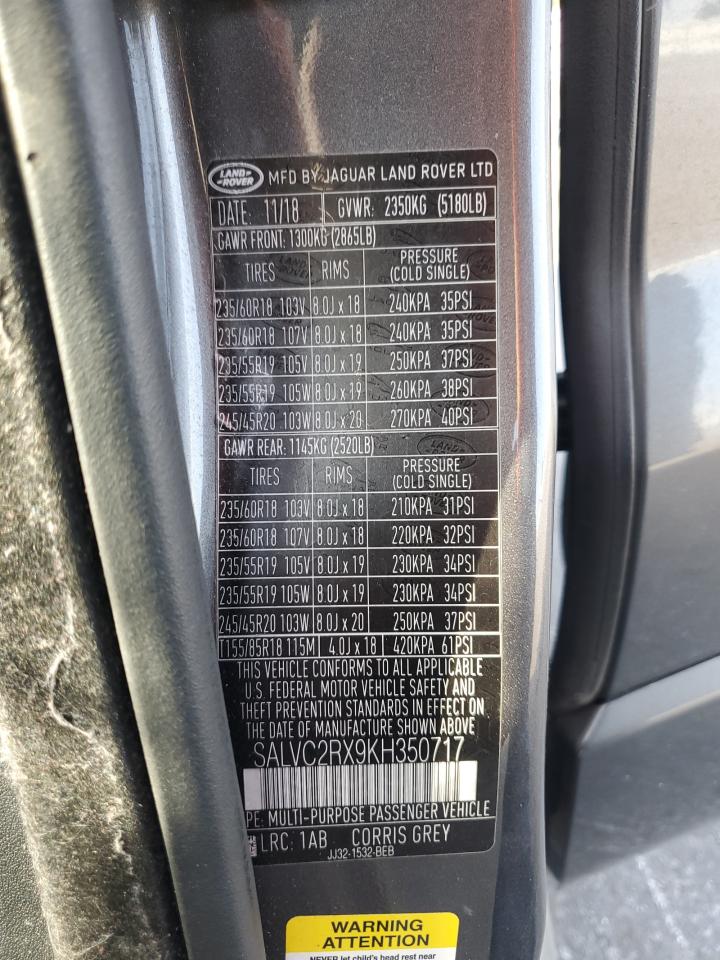 LAND ROVER MFD BY JAGUAR LAND ROVER LTD
DATE: 11/18 GVWR: 2350KG (5180LB)
GAWR FRONT: 1300KG (2865LB)
TIRES RIMS PRESSURE (COLD SINGLE)
235/60R18 103V 8.0J x 18 240KPA 35PSI
235/60R18 107V 8.0J x 18 240KPA 35PSI
235/55R19 105V 8.0J x 19 250KPA 37PSI
235/55R19 105W 8.0J x 19 260KPA 38PSI
245/45R20 103W 8.0J x 20 270KPA 40PSI
GAWR REAR: 1145KG (2520LB)
TIRES RIMS PRESSURE (COLD SINGLE)
235/60R18 103V 8.0J x 18 210KPA 31PSI
235/60R18 107V 8.0J x 18 220KPA 32PSI
235/55R19 105V 8.0J x 19 230KPA 34PSI
235/55R19 105W 8.0J x 19 230KPA 34PSI
245/45R20 103W 8.0J x 20 250KPA 37PSI
T155/85R18 115M 4.0J x 18 420KPA 61PSI
THIS VEHICLE CONFORMS TO ALL APPLICABLE
U.S. FEDERAL MOTOR VEHICLE SAFETY AND
THEFT PREVENTION STANDARDS IN EFFECT ON
THE DATE OF MANUFACTURE SHOWN ABOVE
SALVC2RX9KH350717
PE: MULTI-PURPOSE PASSENGER VEHICLE
LRC: 1AB CORRIS GREY
JJ32-1532-BEB
WARNING
ATTENTION
NEVER let child's head rest near